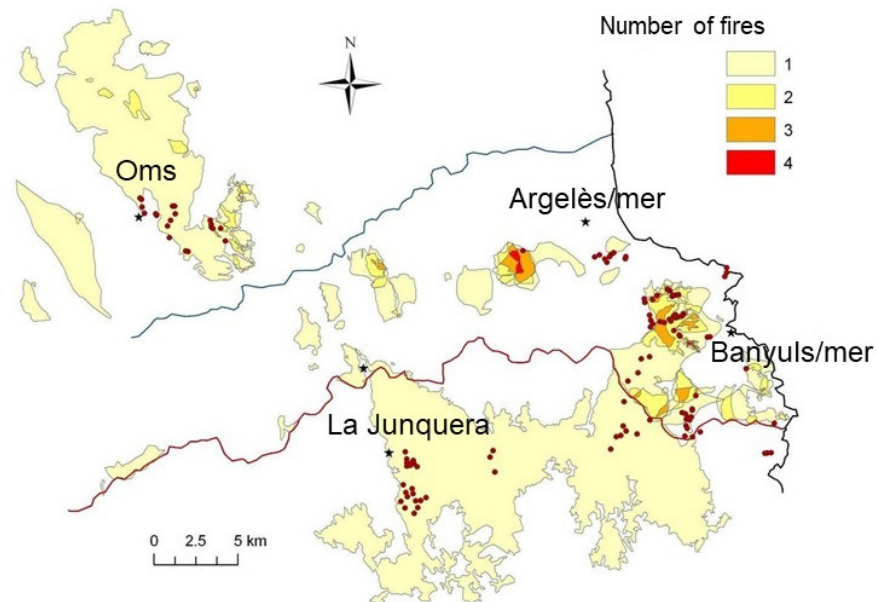 Number of fires
N
1
2
3
4
Oms
Argelès/mer
Banyuls/mer
La Junquera
0 2.5 5 km